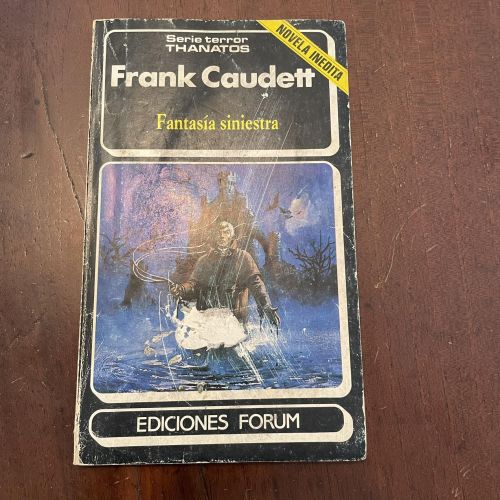 Serie terror
THANATOS
NOVELA INEDITA
Frank Caudett
Fantasía siniestra
EDICIONES FORUM